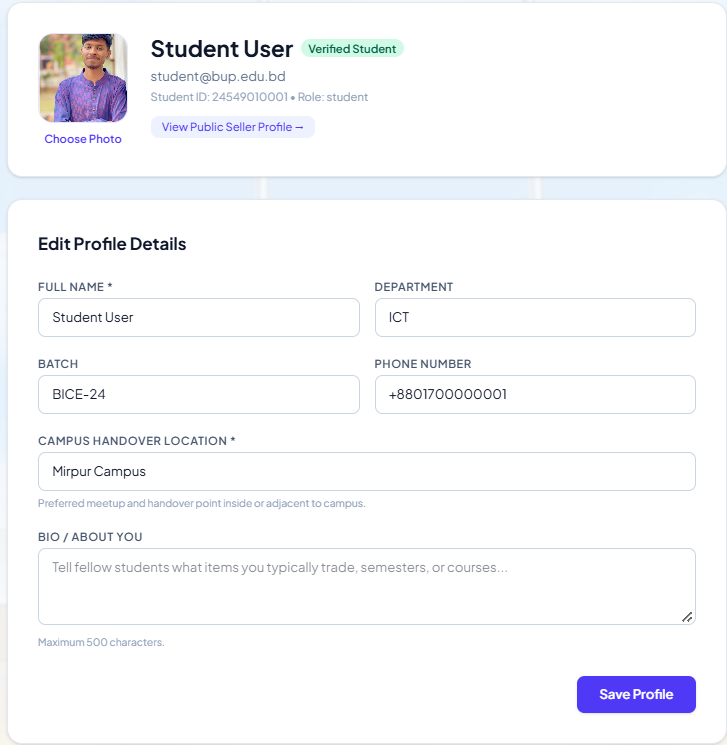 Student User Verified Student
student@bup.edu.bd
Student ID: 24549010001 • Role: student
View Public Seller Profile →
Choose Photo
Edit Profile Details
FULL NAME * DEPARTMENT
Student User ICT
BATCH PHONE NUMBER
BICE-24 +8801700000001
CAMPUS HANDOVER LOCATION *
Mirpur Campus
Preferred meetup and handover point inside or adjacent to campus.
BIO / ABOUT YOU
Tell fellow students what items you typically trade, semesters, or courses...
Maximum 500 characters.
Save Profile